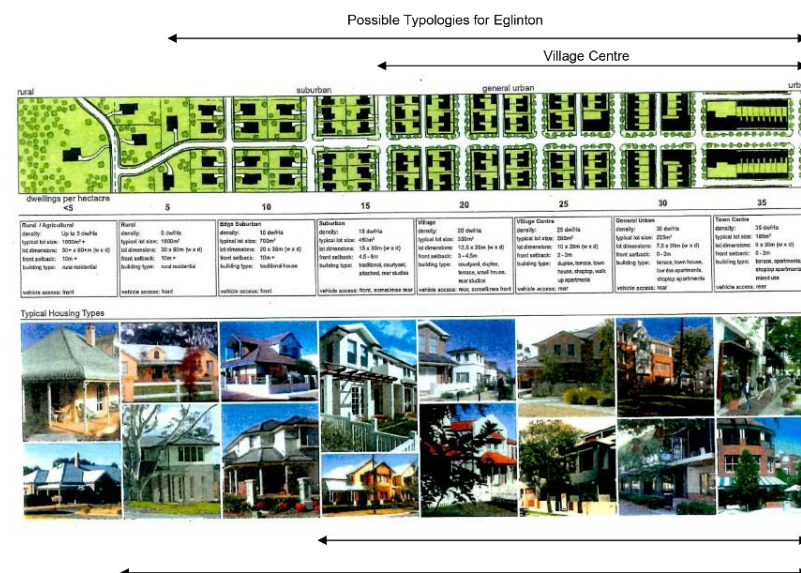 Possible Typologies for Eglinton
Village Centre
rural
suburban
general urban
urb
dwellings per hectacre
<5
5
10
15
20
25
30
35
Rural / Agricultural
density: Up to 5 dw/Ha
typical lot size: 1600m² +
lot dimensions: 30+ x 60+m (w x d)
front setback: 10m +
building type: rural residential
vehicle access: front
Rural
density: 5 dw/Ha
typical lot size: 1600m²
lot dimensions: 30 x 60m (w x d)
front setback: 10m +
building type: rural residential
vehicle access: front
Edge Suburban
density: 10 dw/Ha
typical lot size: 700m²
lot dimensions: 20 x 35m (w x d)
front setback: 10m +
building type: traditional house
vehicle access: front
Suburban
density: 15 dw/Ha
typical lot size: 450m²
lot dimensions: 15 x 30m (w x d)
front setback: 4.5 - 6m
building type: traditional, courtyard,
attached, rear studios
vehicle access: front, sometimes rear
Village
density: 20 dw/Ha
typical lot size: 350m²
lot dimensions: 12.5 x 28m (w x d)
front setback: 3 - 4.5m
building type: courtyard, duplex,
terrace, small house,
rear studios
vehicle access: rear, sometimes front
Village Centre
density: 25 dw/Ha
typical lot size:
lot dimensions: 10 x 28m (w x d)
front setback: 2 - 3m
building type: duplex, terrace, town
house, shoptop, walk
up apartments
vehicle access: rear
General Urban
density: 30 dw/Ha
typical lot size: 225m²
lot dimensions: 7.5 x 30m (w x d)
front setback: 0 - 2m
building type: terrace, town house,
low rise apartments,
shoptop apartments
vehicle access: rear
Town Centre
density: 35 dw/Ha
typical lot size: 185m²
lot dimensions: 6 x 30m (w x d)
front setback: 0 - 2m
building type: terrace, apartments,
shoptop apartments,
mixed use
vehicle access: rear
Typical Housing Types